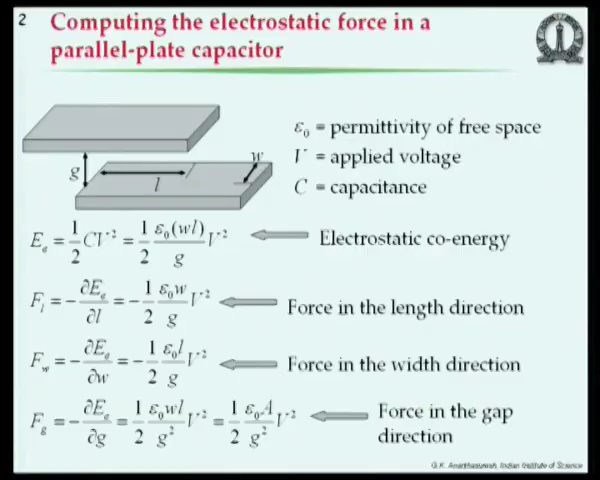 2
Computing the electrostatic force in a
parallel-plate capacitor
ε₀ = permittivity of free space
V = applied voltage
C = capacitance
g
l
w
Eₑ = 1/2 CV² = 1/2 ε₀(wl)/g V²
Electrostatic co-energy
Fₗ = −∂Eₑ/∂l = −1/2 ε₀w/g V²
Force in the length direction
F_w = −∂Eₑ/∂w = −1/2 ε₀l/g V²
Force in the width direction
F_g = −∂Eₑ/∂g = 1/2 ε₀wl/g² V² = 1/2 ε₀A/g² V²
Force in the gap
direction
G.K. Ananthasuresh, Indian Institute of Science